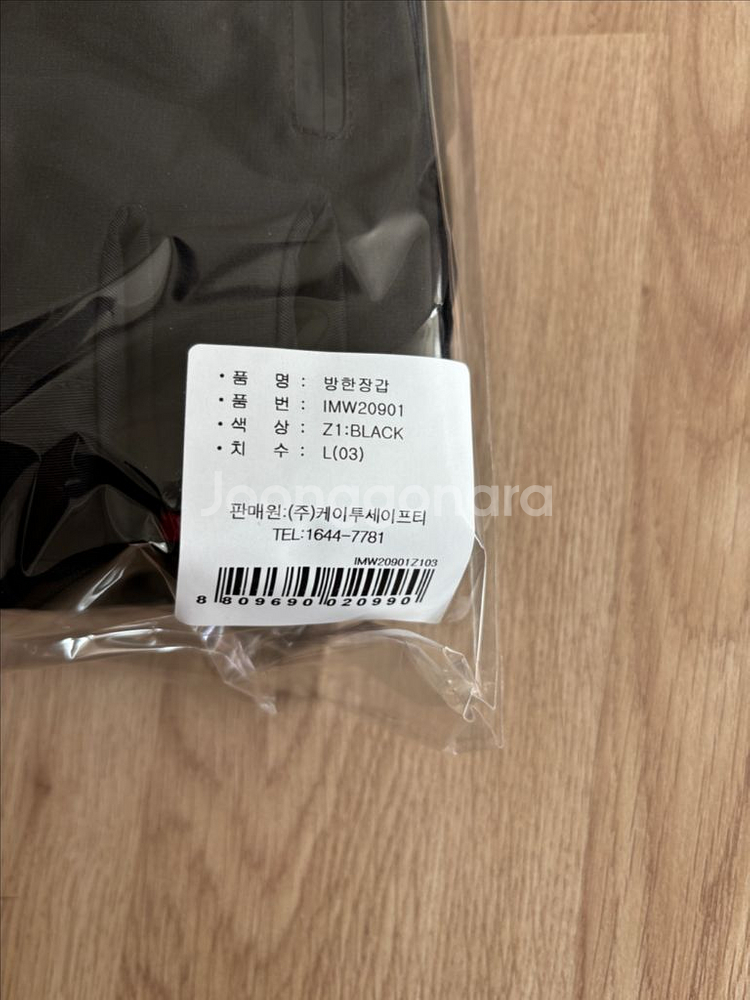 • 품 명 : 방한장갑
• 품 번 : IMW20901
• 색 상 : Z1:BLACK
• 치 수 : L(03)
Joonggonara
판매원:(주)케이투세이프티
TEL:1644-7781
IMW20901Z103
8 809690 020990